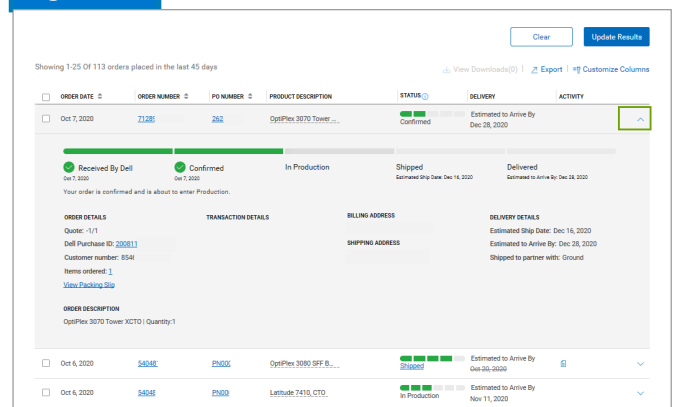 Clear Update Results
Showing 1-25 Of 113 orders placed in the last 45 days
View Downloads(0) | Export | Customize Columns
ORDER DATE ORDER NUMBER PO NUMBER PRODUCT DESCRIPTION STATUS DELIVERY ACTIVITY
Oct 7, 2020 7128 262 OptiPlex 3070 Tower ... Confirmed Estimated to Arrive By
Dec 28, 2020
Received By Dell Confirmed In Production Shipped Delivered
Oct 7, 2020 Oct 7, 2020 Estimated Ship Date: Dec 16, 2020 Estimated to Arrive By: Dec 28, 2020
Your order is confirmed and is about to enter Production.
ORDER DETAILS TRANSACTION DETAILS BILLING ADDRESS DELIVERY DETAILS
Quote: -1/1 Estimated Ship Date: Dec 16, 2020
Dell Purchase ID: 200811 SHIPPING ADDRESS Estimated to Arrive By: Dec 28, 2020
Customer number: 854 Shipped to partner with: Ground
Items ordered: 1
View Packing Slip
ORDER DESCRIPTION
OptiPlex 3070 Tower XCTO | Quantity:1
Oct 6, 2020 54048 PN00 OptiPlex 3080 SFF B... Shipped Estimated to Arrive By
Oct 20, 2020
Oct 6, 2020 5404 PN00 Latitude 7410, CTO In Production Estimated to Arrive By
Nov 11, 2020